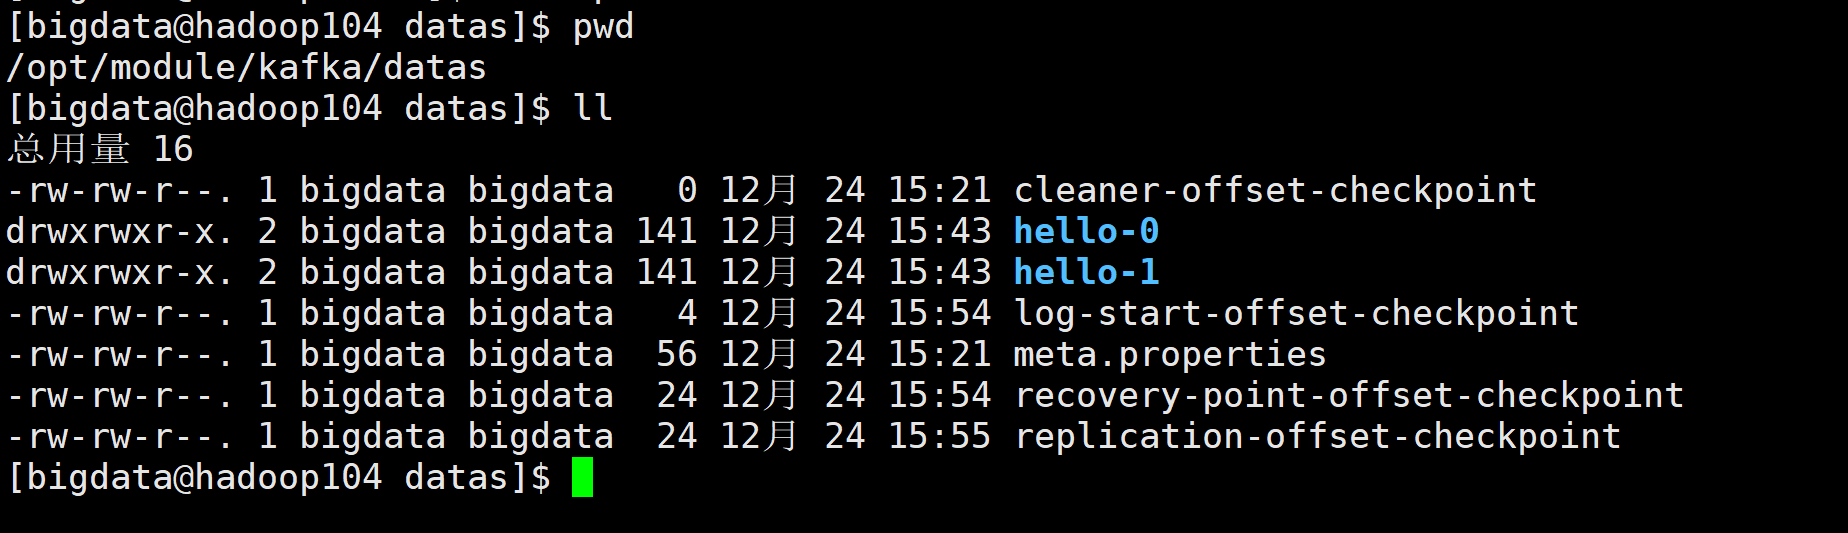 [bigdata@hadoop104 datas]$ pwd
/opt/module/kafka/datas
[bigdata@hadoop104 datas]$ ll
总用量 16
-rw-rw-r--. 1 bigdata bigdata   0 12月  24 15:21 cleaner-offset-checkpoint
drwxrwxr-x. 2 bigdata bigdata 141 12月  24 15:43 hello-0
drwxrwxr-x. 2 bigdata bigdata 141 12月  24 15:43 hello-1
-rw-rw-r--. 1 bigdata bigdata   4 12月  24 15:54 log-start-offset-checkpoint
-rw-rw-r--. 1 bigdata bigdata  56 12月  24 15:21 meta.properties
-rw-rw-r--. 1 bigdata bigdata  24 12月  24 15:54 recovery-point-offset-checkpoint
-rw-rw-r--. 1 bigdata bigdata  24 12月  24 15:55 replication-offset-checkpoint
[bigdata@hadoop104 datas]$